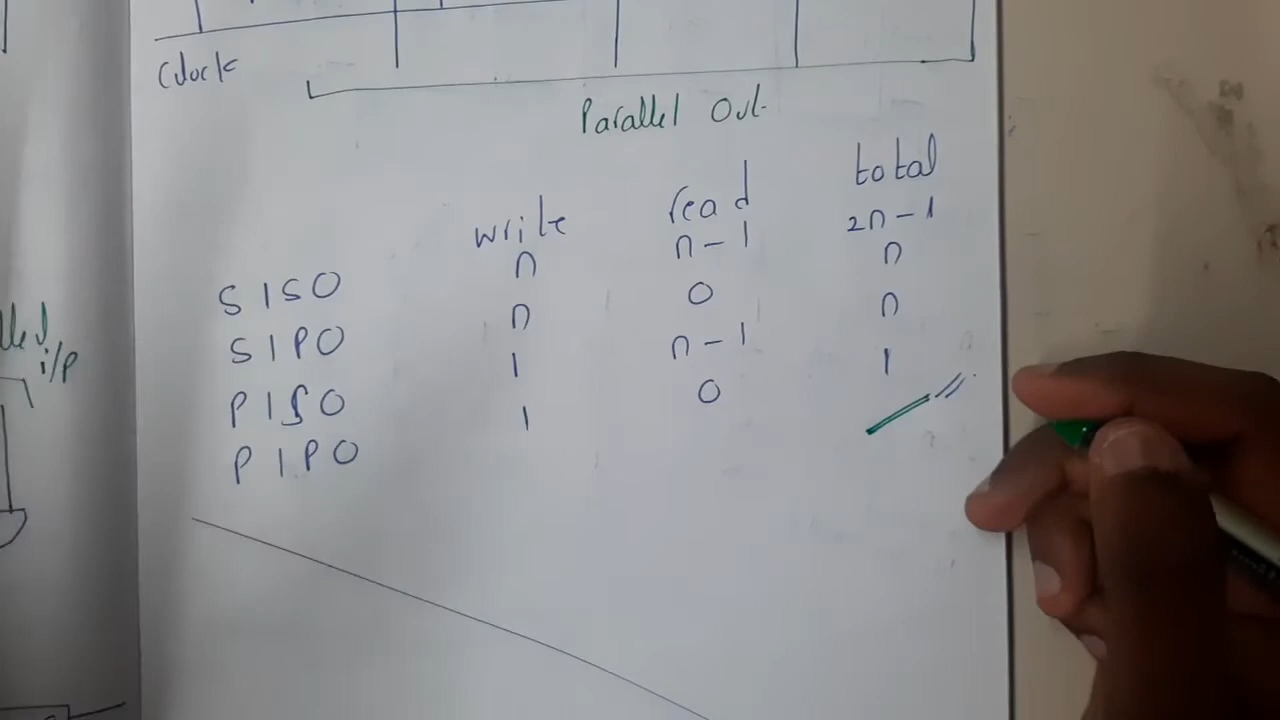 Clock
Parallel Out
write read total
SISO n n-1 2n-1
SIPO n 0 n
PISO 1 n-1 n
PIPO 1 0 1
i/p